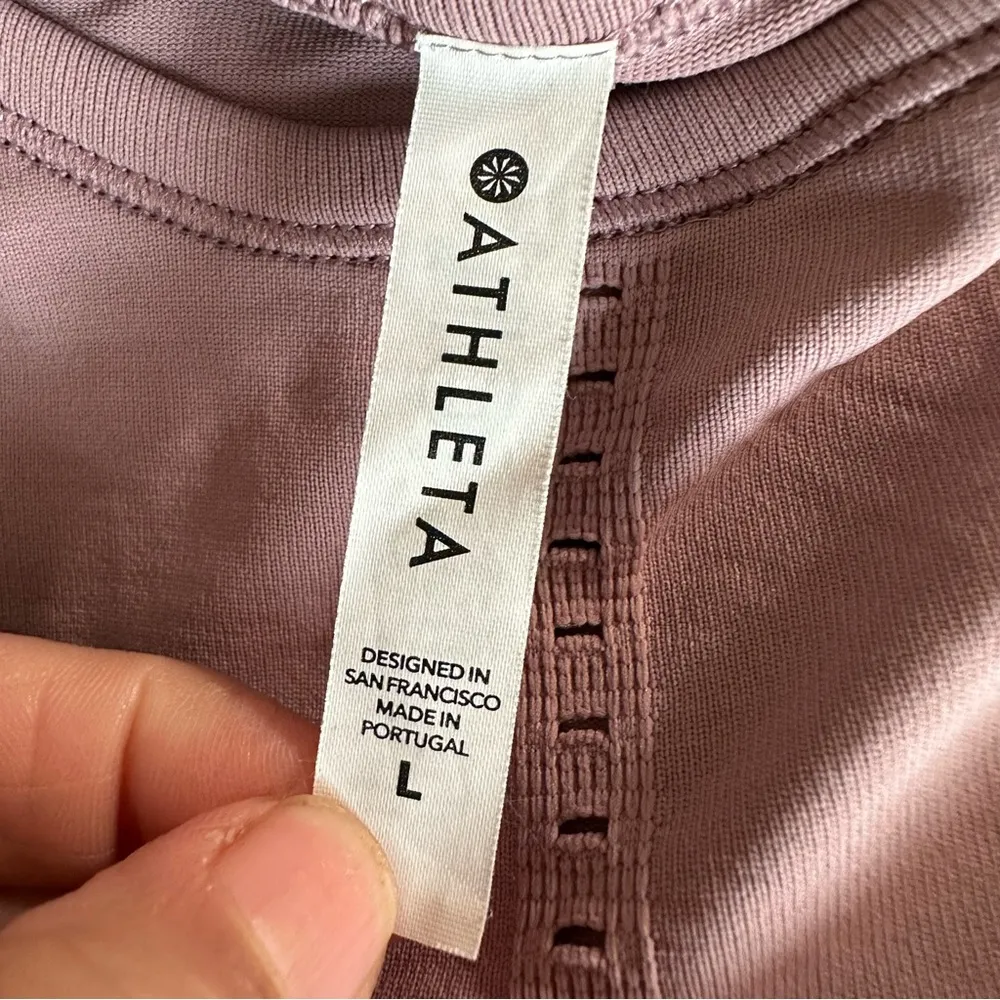 ATHLETA
DESIGNED IN
SAN FRANCISCO
MADE IN
PORTUGAL
L